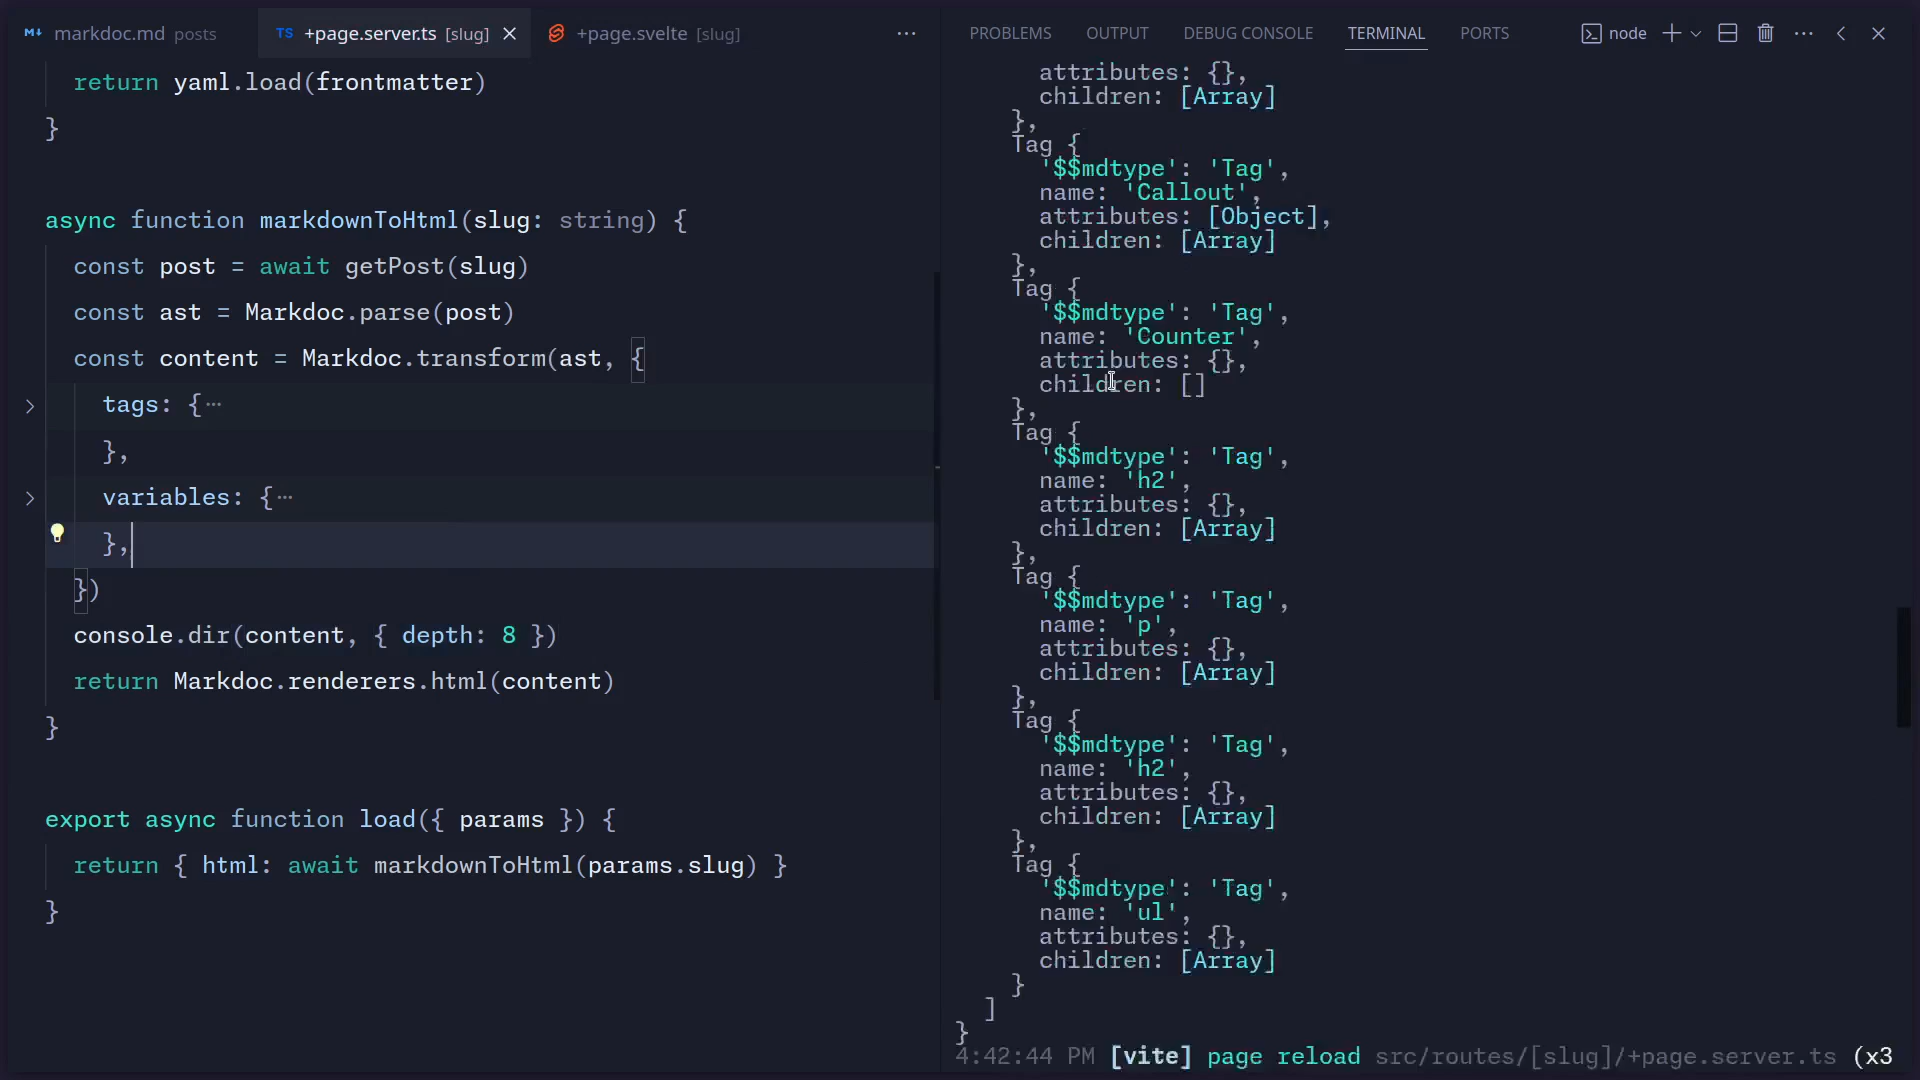 markdoc.md posts
+page.server.ts [slug]
+page.svelte [slug]
return yaml.load(frontmatter)
}
async function markdownToHtml(slug: string) {
const post = await getPost(slug)
const ast = Markdoc.parse(post)
const content = Markdoc.transform(ast, {
tags: {···
},
variables: {···
},
})
console.dir(content, { depth: 8 })
return Markdoc.renderers.html(content)
}
export async function load({ params }) {
return { html: await markdownToHtml(params.slug) }
}
PROBLEMS OUTPUT DEBUG CONSOLE TERMINAL PORTS node
attributes: {},
children: [Array]
},
Tag {
'$$mdtype': 'Tag',
name: 'Callout',
attributes: [Object],
children: [Array]
},
Tag {
'$$mdtype': 'Tag',
name: 'Counter',
attributes: {},
children: []
},
Tag {
'$$mdtype': 'Tag',
name: 'h2',
attributes: {},
children: [Array]
},
Tag {
'$$mdtype': 'Tag',
name: 'p',
attributes: {},
children: [Array]
},
Tag {
'$$mdtype': 'Tag',
name: 'h2',
attributes: {},
children: [Array]
},
Tag {
'$$mdtype': 'Tag',
name: 'ul',
attributes: {},
children: [Array]
}
]
}
4:42:44 PM [vite] page reload src/routes/[slug]/+page.server.ts (x3